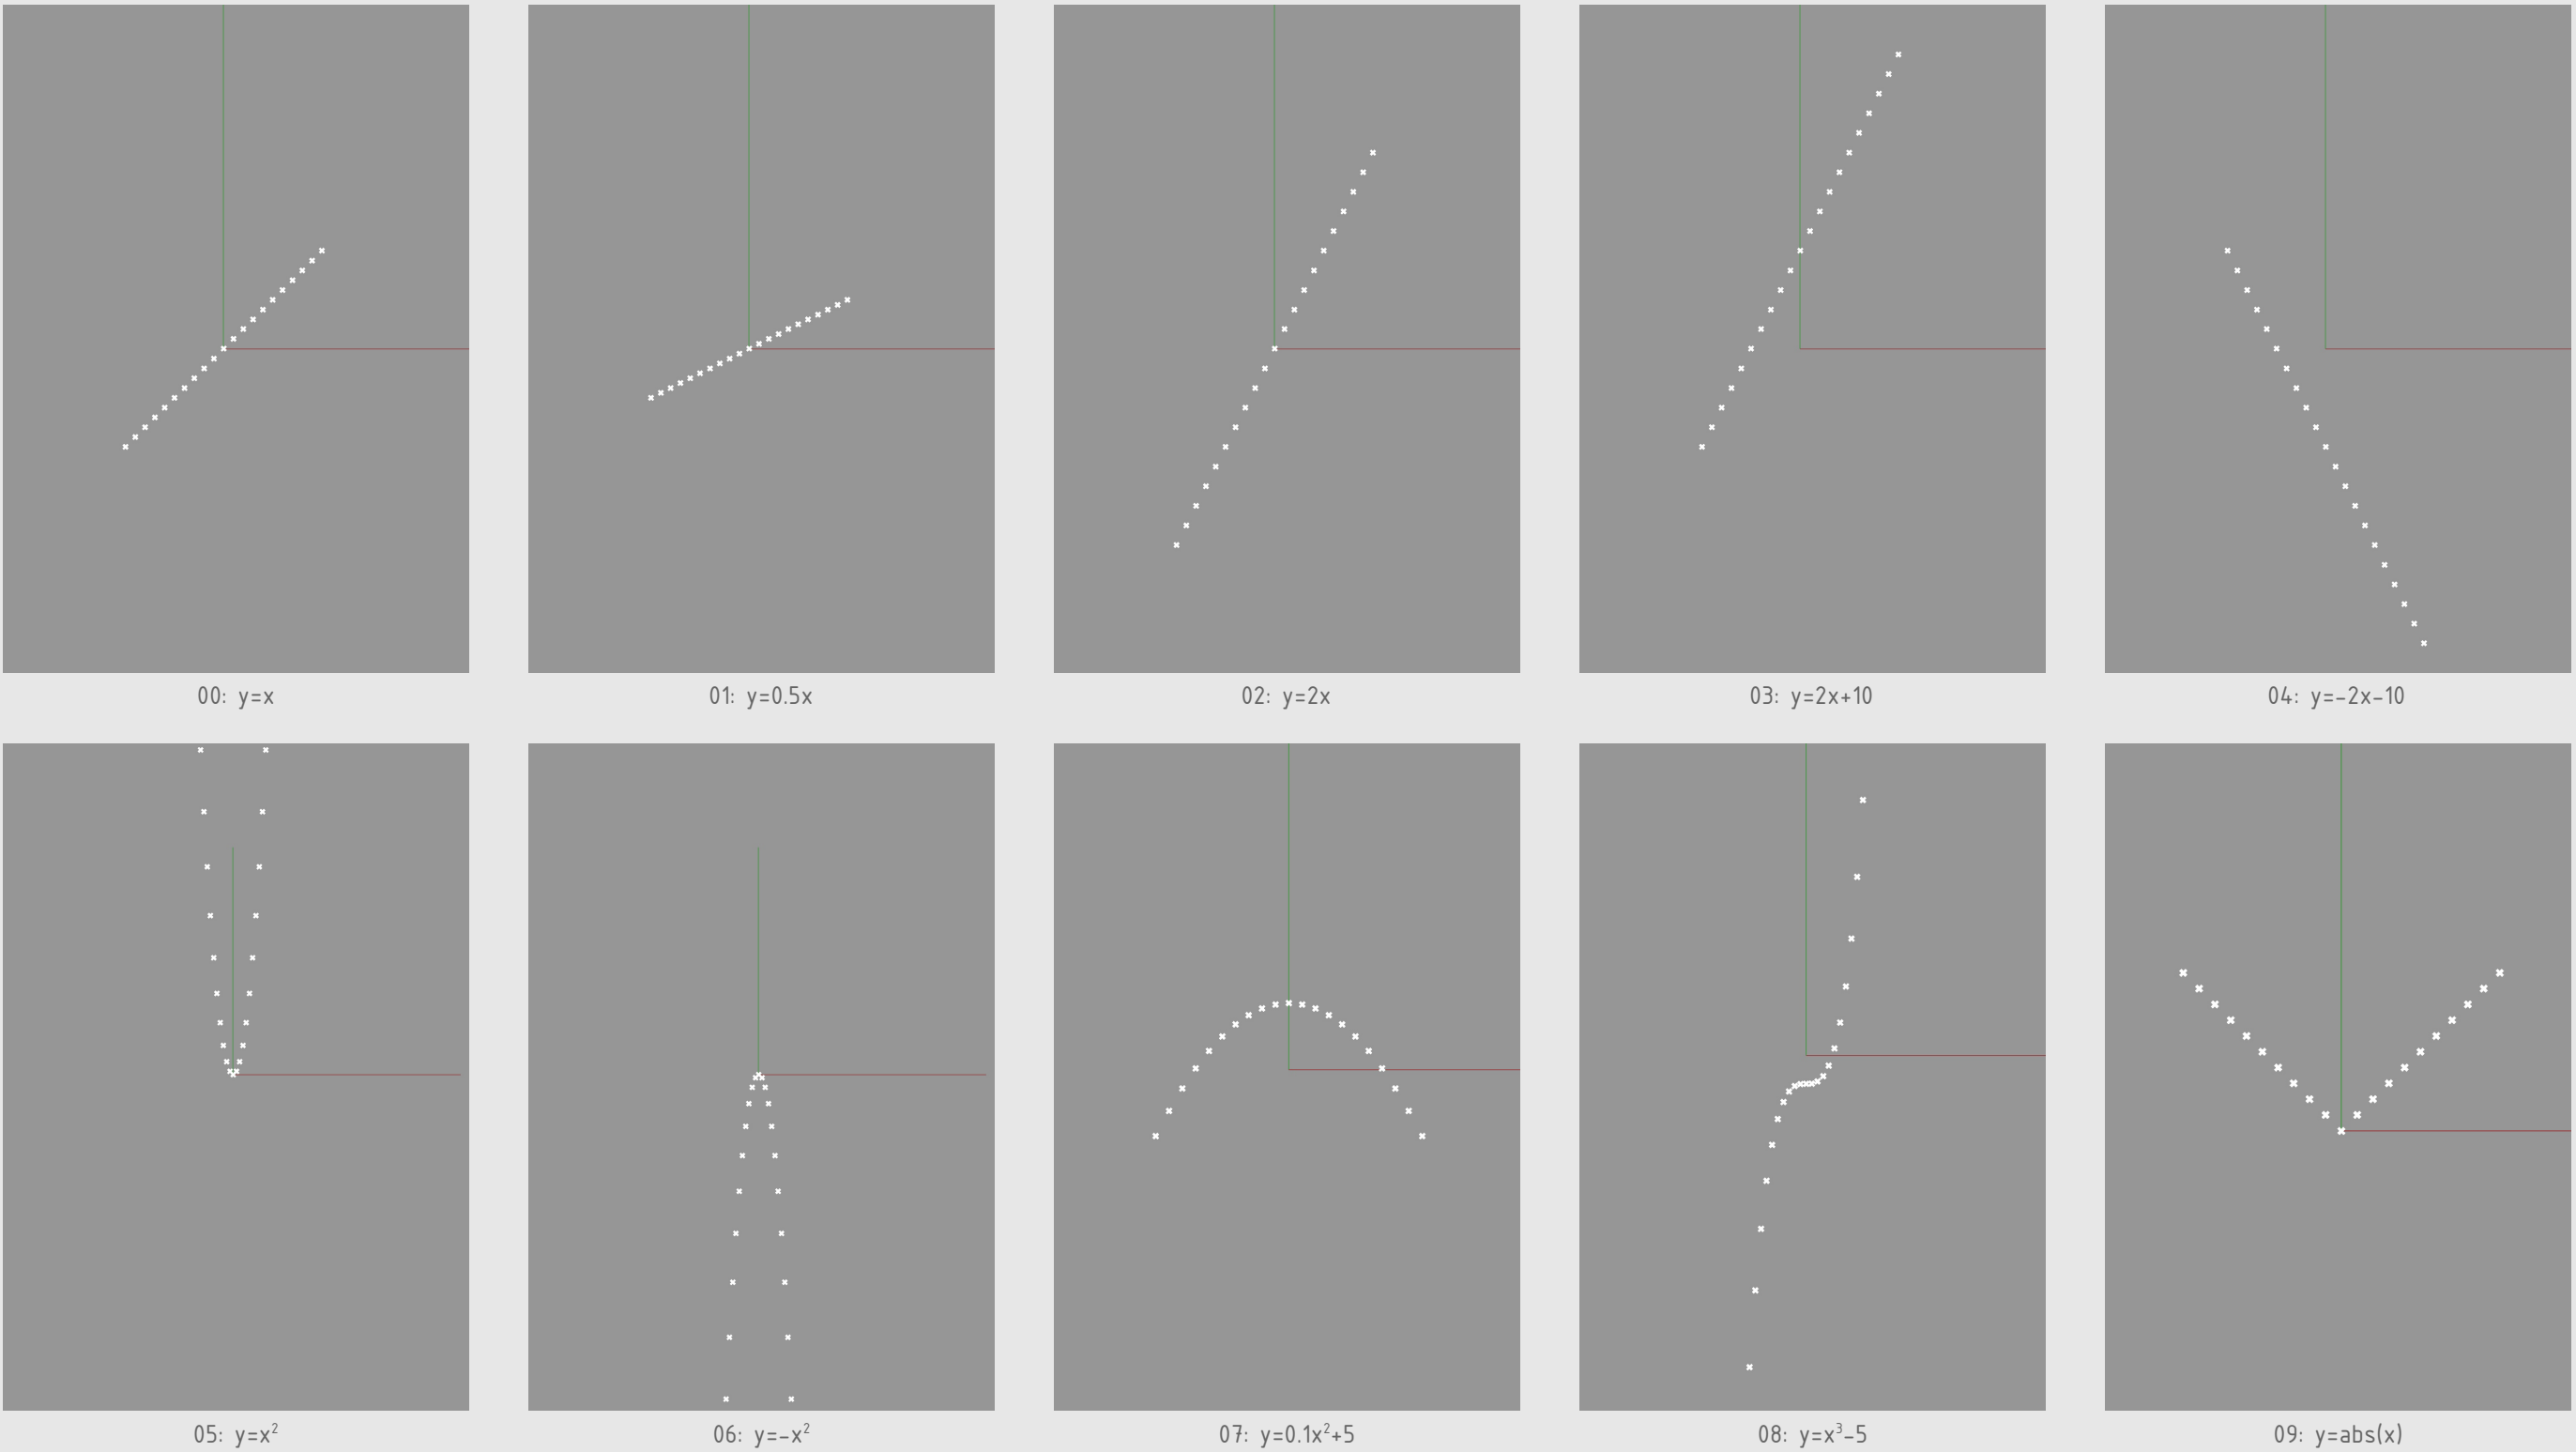 00: y=x
01: y=0.5x
02: y=2x
03: y=2x+10
04: y=-2x-10
05: y=x²
06: y=-x²
07: y=0.1x²+5
08: y=x³-5
09: y=abs(x)